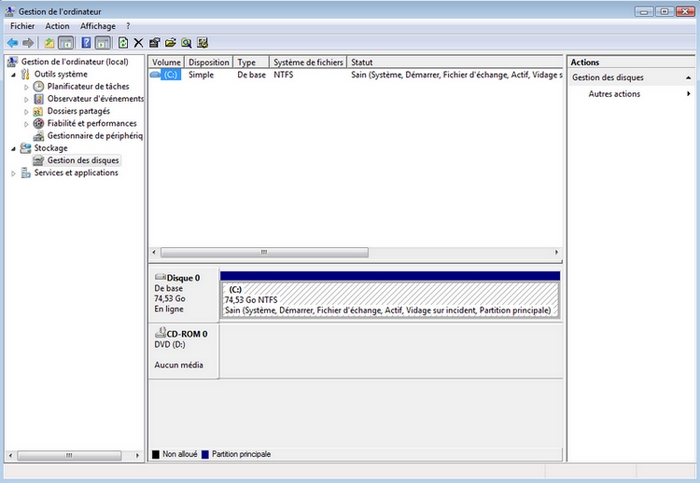 Gestion de l'ordinateur
Fichier Action Affichage ?
Gestion de l'ordinateur (local)
Outils système
Planificateur de tâches
Observateur d'événements
Dossiers partagés
Fiabilité et performances
Gestionnaire de périphériq
Stockage
Gestion des disques
Services et applications
Volume Disposition Type Système de fichiers Statut
(C:) Simple De base NTFS Sain (Système, Démarrer, Fichier d'échange, Actif, Vidage s
Disque 0
De base
74,53 Go
En ligne
(C:)
74,53 Go NTFS
Sain (Système, Démarrer, Fichier d'échange, Actif, Vidage sur incident, Partition principale)
CD-ROM 0
DVD (D:)
Aucun média
Non alloué Partition principale
Actions
Gestion des disques
Autres actions